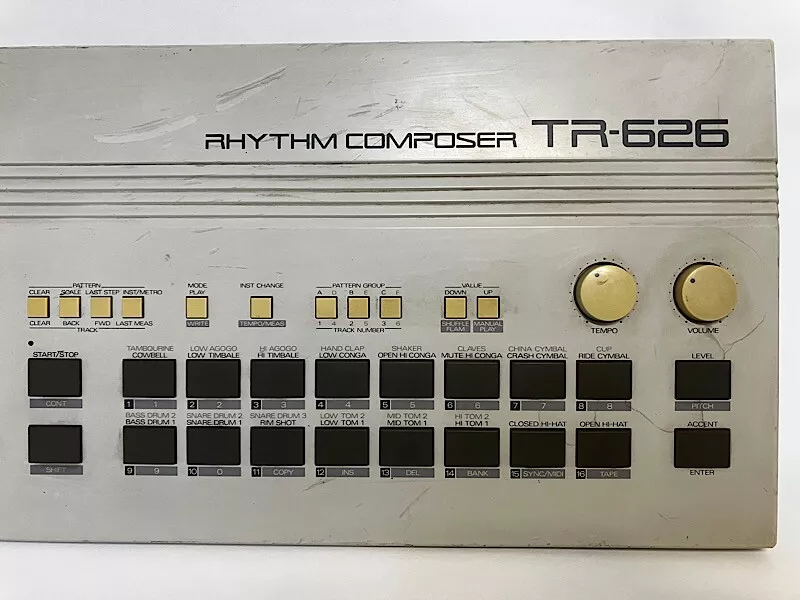 RHYTHM COMPOSER TR-626
PATTERN
CLEAR SCALE LAST STEP INST/METRO
CLEAR BACK FWD LAST MEAS
TRACK
MODE
PLAY
WRITE
INST CHANGE
TEMPO/MEAS
PATTERN GROUP
A D B E C F
1 4 2 5 3 6
TRACK NUMBER
VALUE
DOWN UP
SHUFFLE MANUAL
FLAM PLAY
TEMPO
VOLUME
START/STOP
CONT
TAMBOURINE LOW AGOGO HI AGOGO HAND CLAP SHAKER CLAVES CHINA CYMBAL CUP
COWBELL LOW TIMBALE HI TIMBALE LOW CONGA OPEN HI CONGA MUTE HI CONGA CRASH CYMBAL RIDE CYMBAL
LEVEL
1 1 2 2 3 3 4 4 5 5 6 6 7 7 8 8
PITCH
BASS DRUM 2 SNARE DRUM 2 SNARE DRUM 3 LOW TOM 2 MID TOM 2 HI TOM 2
BASS DRUM 1 SNARE DRUM 1 RIM SHOT LOW TOM 1 MID TOM 1 HI TOM 1 CLOSED HI-HAT OPEN HI-HAT
ACCENT
SHIFT
9 9 10 0 11 COPY 12 INS 13 DEL 14 BANK 15 SYNC/MIDI 16 TAPE
ENTER